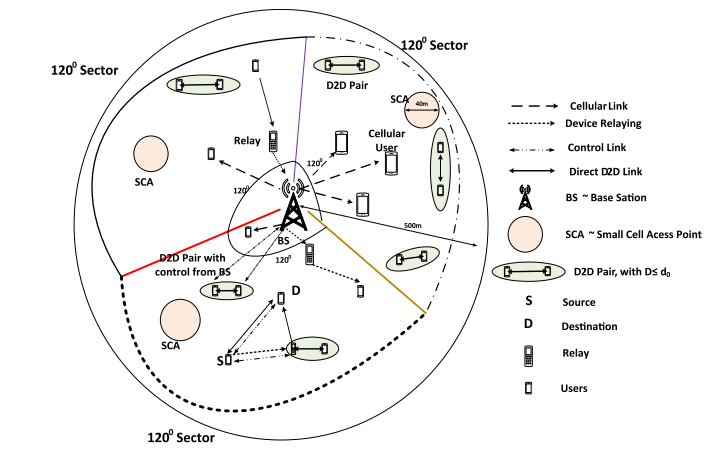 120⁰ Sector
120⁰ Sector
D2D Pair
SCA
40m
Relay
Cellular
User
SCA
120⁰
120⁰
500m
BS
120⁰
D2D Pair with
control from BS
D
SCA
S
120⁰ Sector
Cellular Link
Device Relaying
Control Link
Direct D2D Link
BS ~ Base Sation
SCA ~ Small Cell Acess Point
D2D Pair, with D≤ d₀
S Source
D Destination
Relay
Users